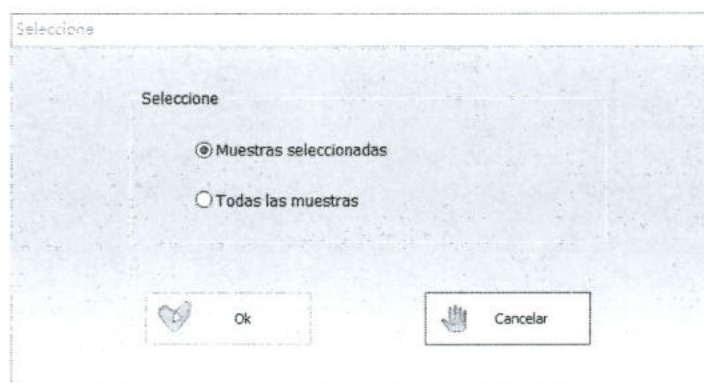 Seleccione
Seleccione
Muestras seleccionadas
Todas las muestras
Ok
Cancelar